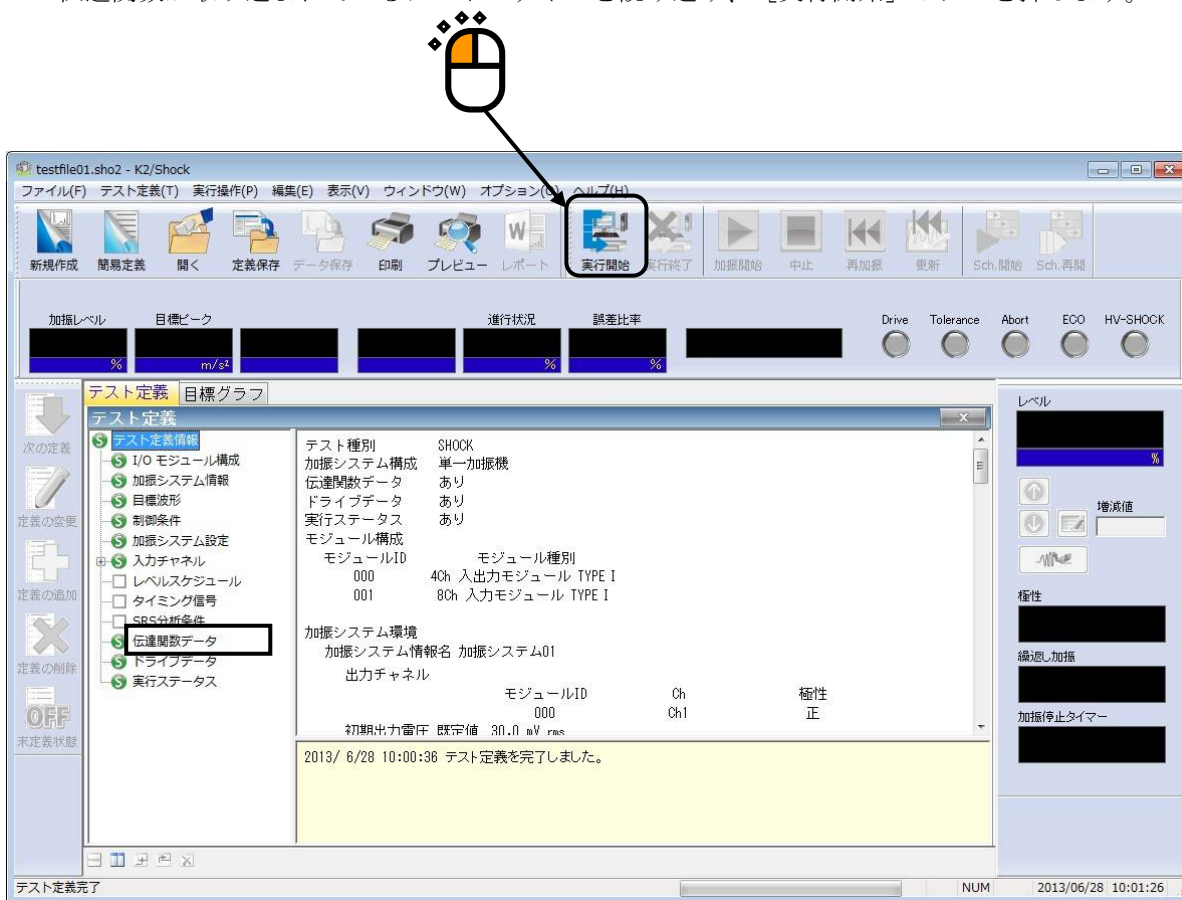 testfile01.sho2 - K2/Shock
ファイル(F) テスト定義(T) 実行操作(P) 編集(E) 表示(V) ウィンドウ(W) オプション(O) ヘルプ(H)
新規作成 簡易定義 開く 定義保存 データ保存 印刷 プレビュー レポート 実行開始 実行終了 加振開始 中止 再加振 更新 Sch.開始 Sch.再開
加振レベル 目標ピーク 進行状況 誤差比率 Drive Tolerance Abort ECO HV-SHOCK
% m/s² % %
テスト定義 目標グラフ
テスト定義
次の定義
定義の変更
定義の追加
定義の削除
OFF
未定義状態
テスト定義情報
I/O モジュール構成
加振システム情報
目標波形
制御条件
加振システム設定
入力チャネル
レベルスケジュール
タイミング信号
SRS分析条件
伝達関数データ
ドライブデータ
実行ステータス
テスト種別 SHOCK
加振システム構成 単一加振機
伝達関数データ あり
ドライブデータ あり
実行ステータス あり
モジュール構成
モジュールID モジュール種別
000 4Ch 入出力モジュール TYPE I
001 8Ch 入力モジュール TYPE I
加振システム環境
加振システム情報名 加振システム01
出力チャネル
モジュールID Ch 極性
000 Ch1 正
初期出力電圧 既定値 30.0 mV rms
2013/ 6/28 10:00:36 テスト定義を完了しました。
レベル
%
増減値
極性
繰返し加振
加振停止タイマー
テスト定義完了 NUM 2013/06/28 10:01:26